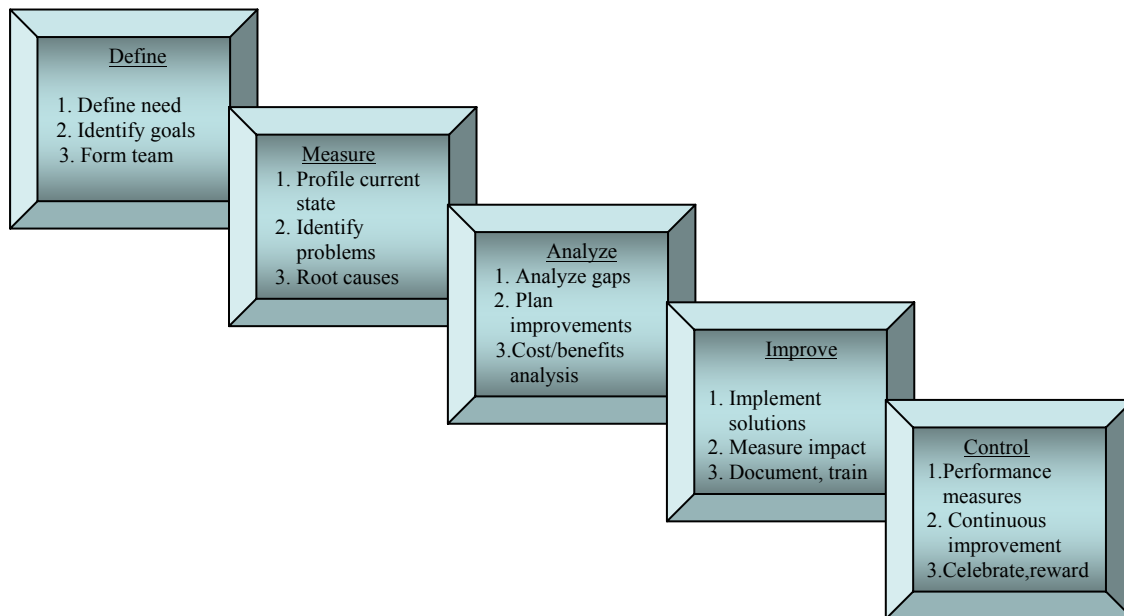 Define
1. Define need
2. Identify goals
3. Form team
Measure
1. Profile current
state
2. Identify
problems
3. Root causes
Analyze
1. Analyze gaps
2. Plan
improvements
3.Cost/benefits
analysis
Improve
1. Implement
solutions
2. Measure impact
3. Document, train
Control
1.Performance
measures
2. Continuous
improvement
3.Celebrate,reward